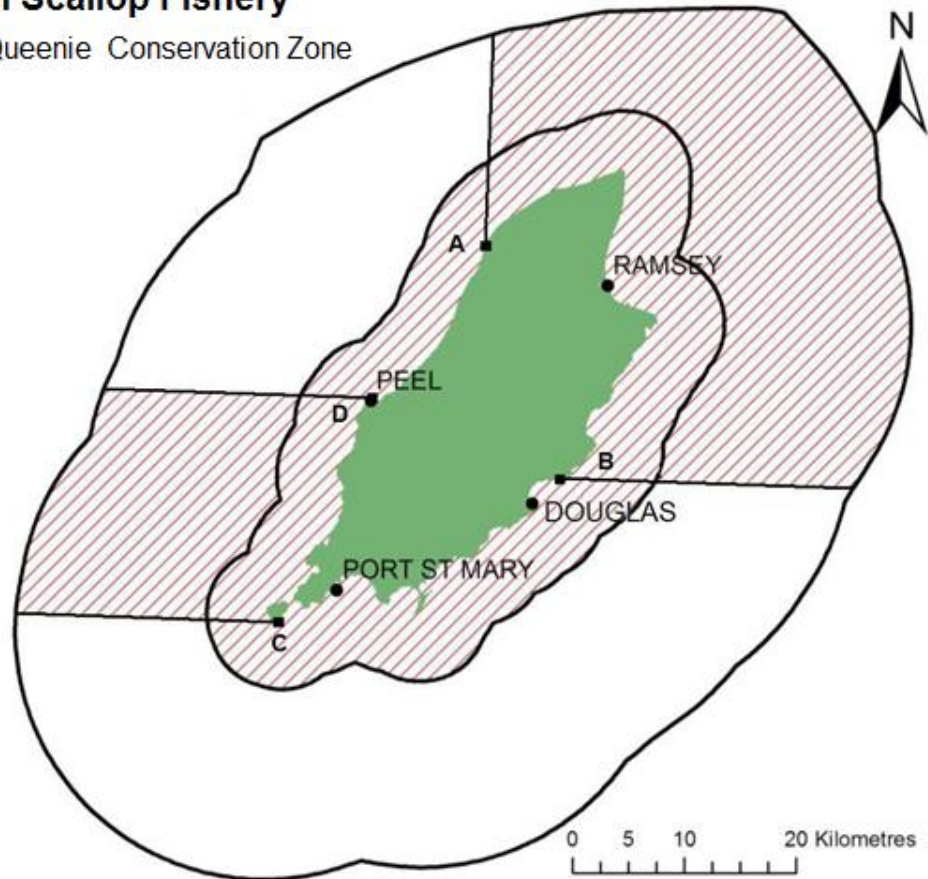 Scallop Fishery
Queenie Conservation Zone
N
A
RAMSEY
PEEL
D
B
DOUGLAS
PORT ST MARY
C
0 5 10 20 Kilometres